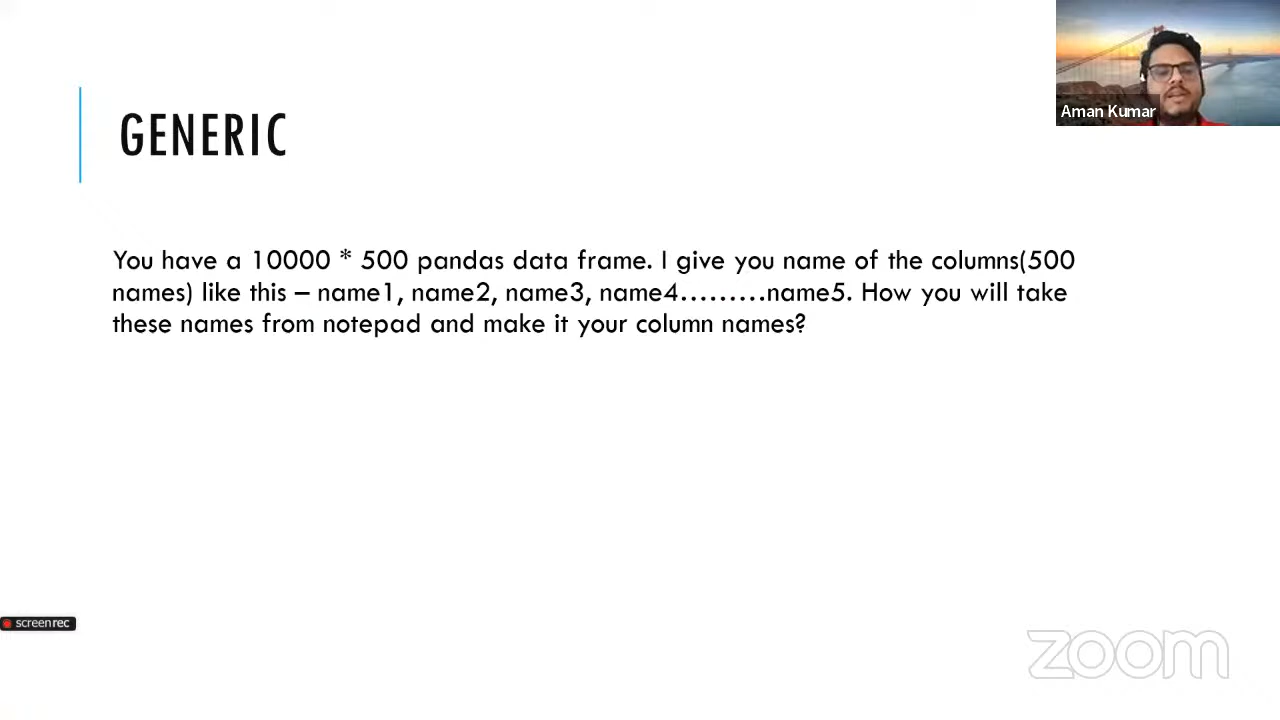 Aman Kumar
GENERIC
You have a 10000 * 500 pandas data frame. I give you name of the columns(500
names) like this – name1, name2, name3, name4………name5. How you will take
these names from notepad and make it your column names?
screenrec
zoom